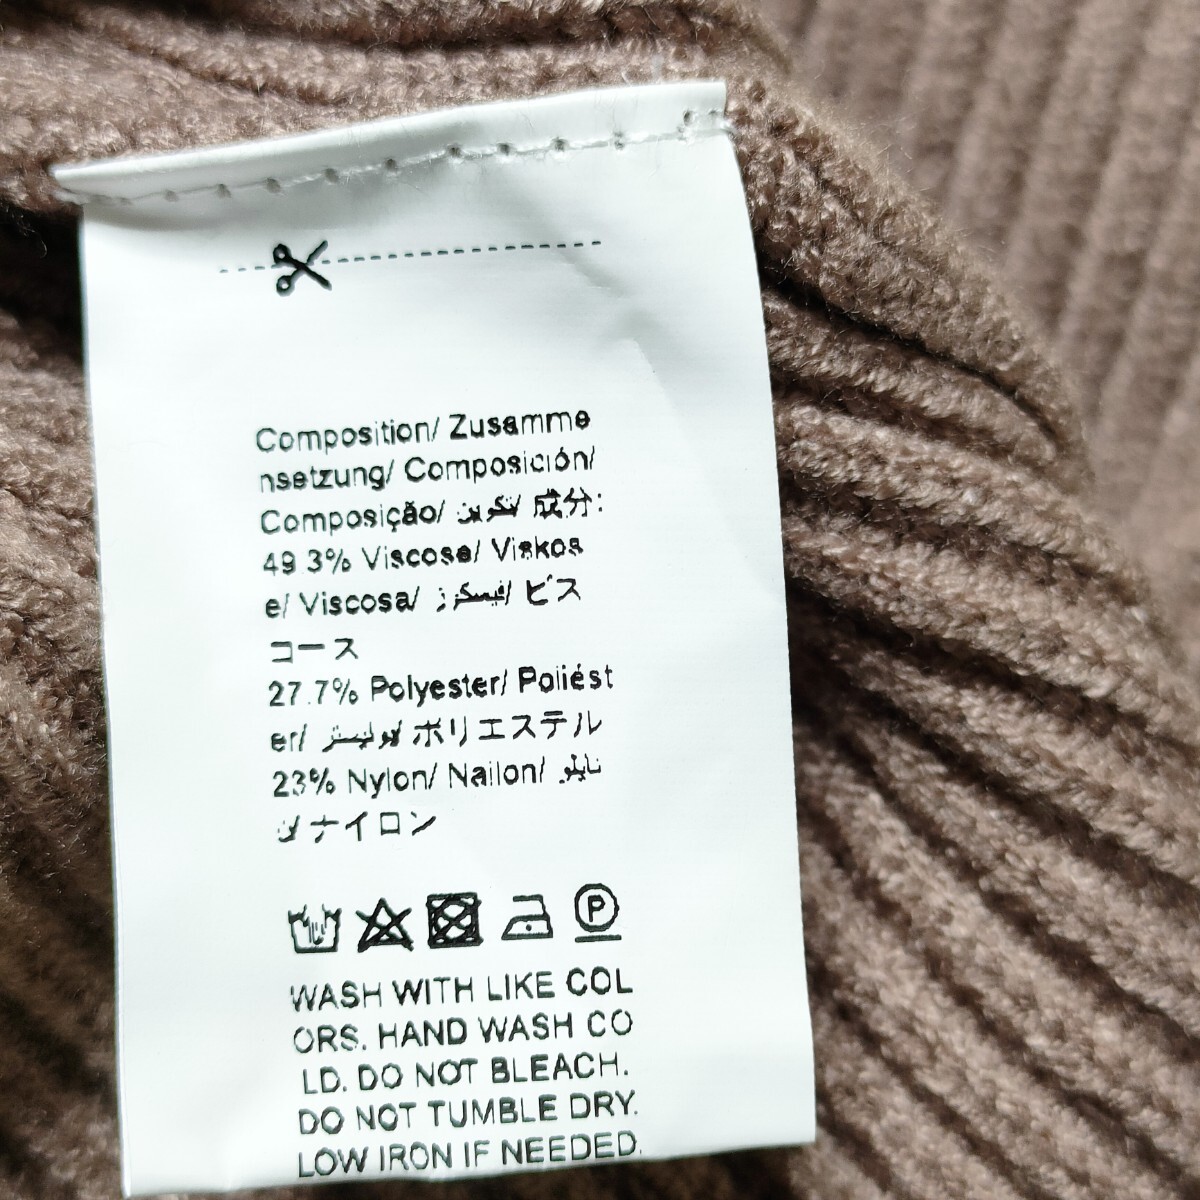 Composition/ Zusamme
nsetzung/ Composición/
Composição/ تكوين/ 成分:
49.3% Viscose/ Viskos
e/ Viscosa/ فيسكوز/ ビス
コース
27.7% Polyester/ Poliést
er/ بوليستر/ ポリエステル
23% Nylon/ Nailon/ نايلو
ن/ ナイロン
P
WASH WITH LIKE COL
ORS. HAND WASH CO
LD. DO NOT BLEACH.
DO NOT TUMBLE DRY.
LOW IRON IF NEEDED.